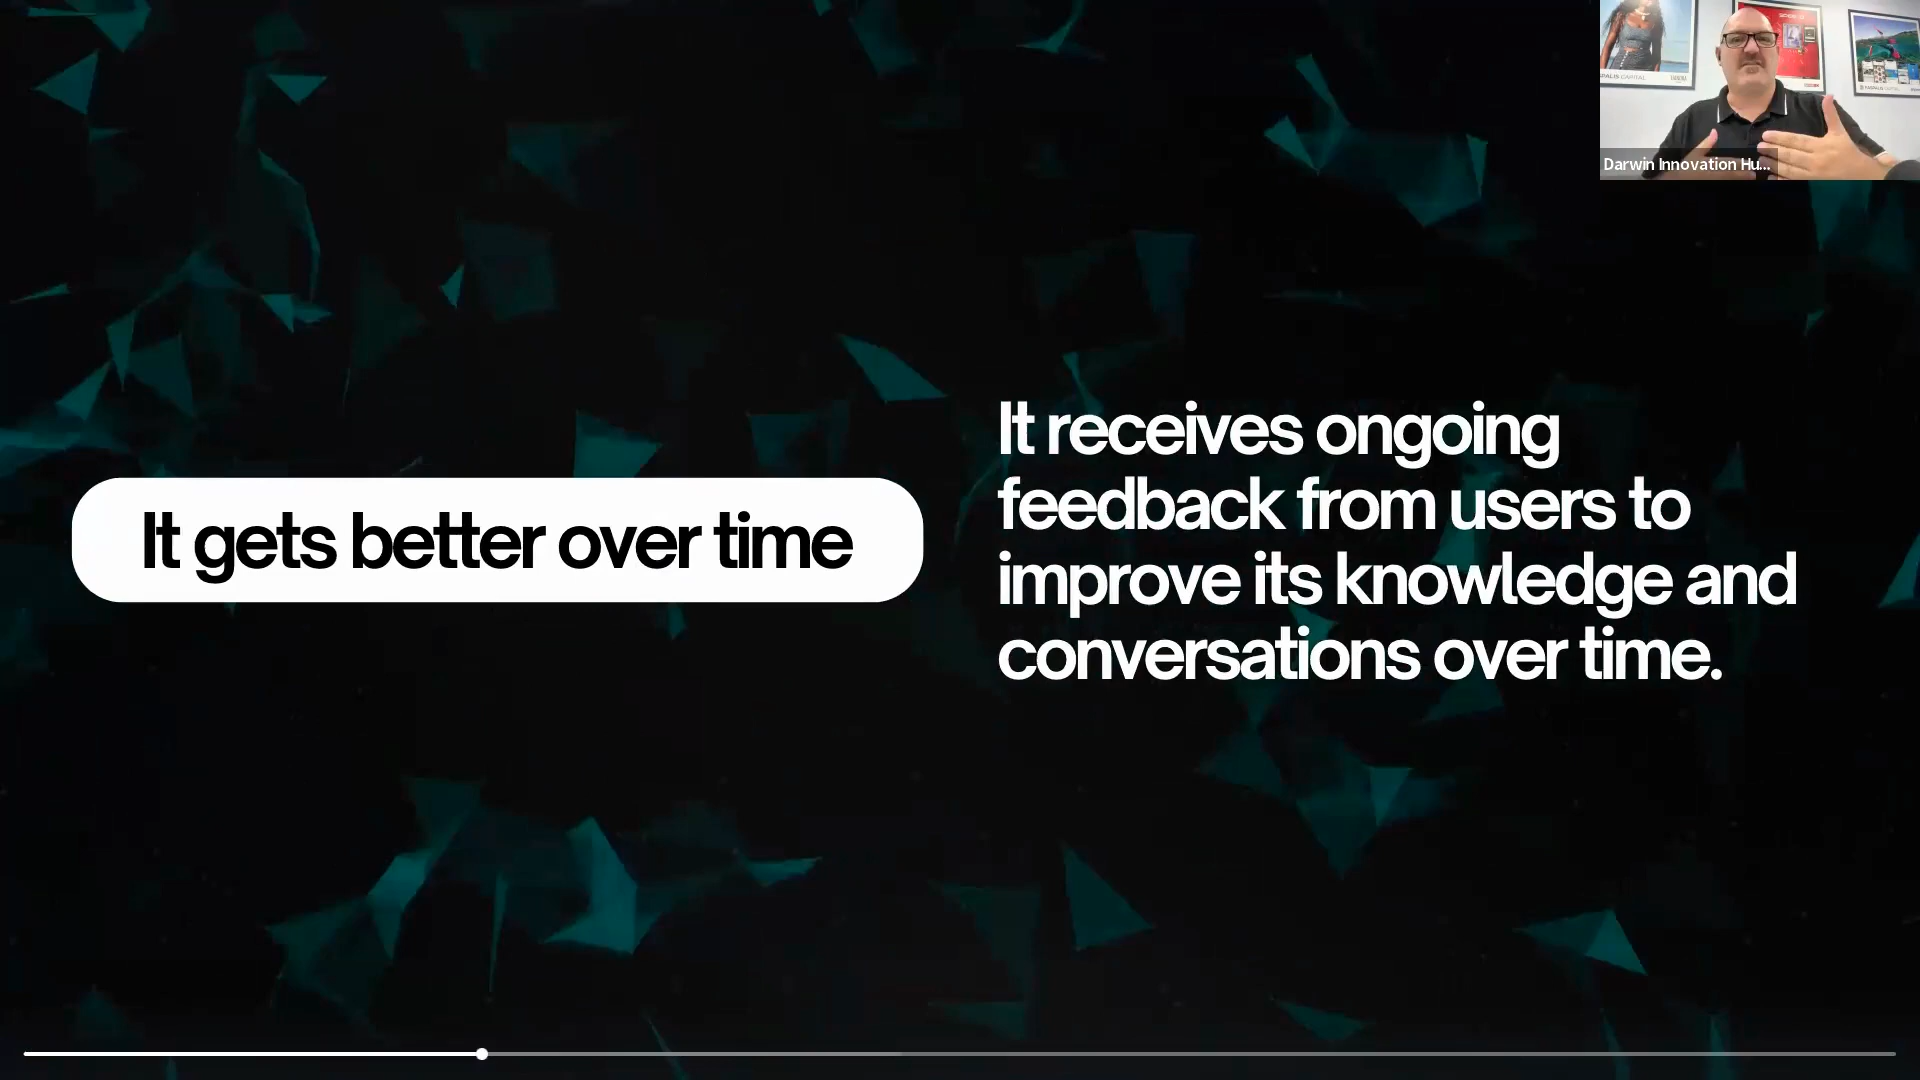 Darwin Innovation Hu...
It gets better over time
It receives ongoing
feedback from users to
improve its knowledge and
conversations over time.